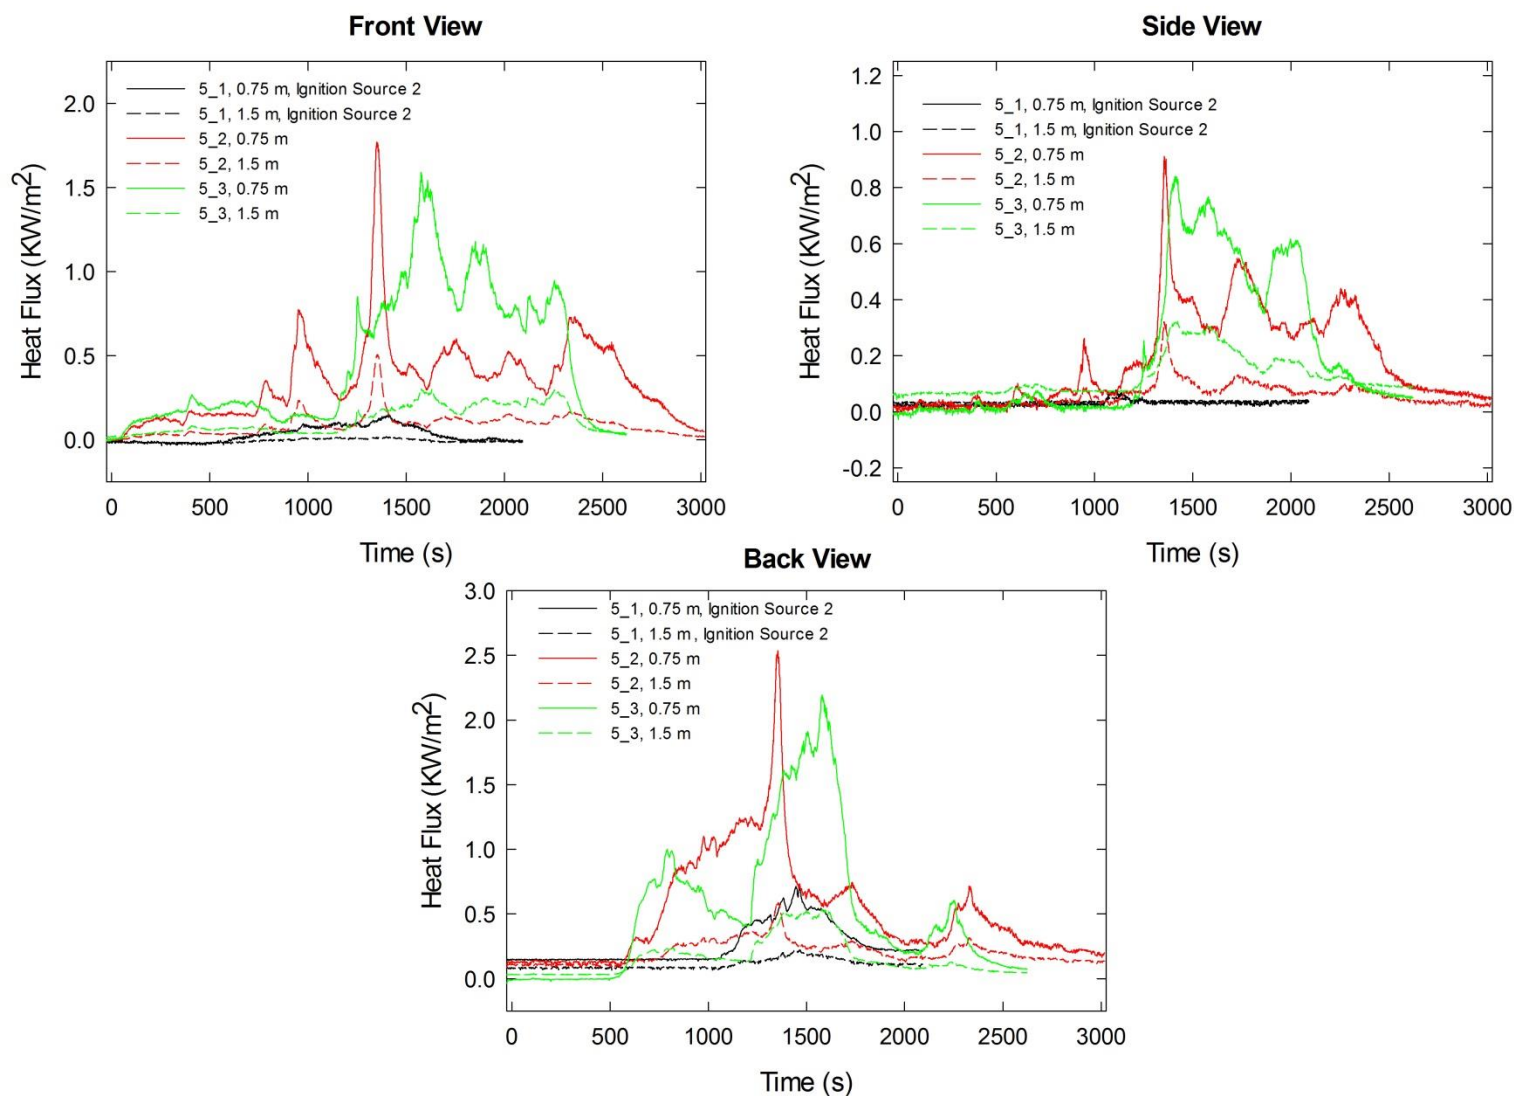 Front View
2.0
1.5
1.0
0.5
0.0
Heat Flux (KW/m²)
5_1, 0.75 m, Ignition Source 2
5_1, 1.5 m, Ignition Source 2
5_2, 0.75 m
5_2, 1.5 m
5_3, 0.75 m
5_3, 1.5 m
0 500 1000 1500 2000 2500 3000
Time (s)
Side View
1.2
1.0
0.8
0.6
0.4
0.2
0.0
-0.2
Heat Flux (KW/m²)
5_1, 0.75 m, Ignition Source 2
5_1, 1.5 m, Ignition Source 2
5_2, 0.75 m
5_2, 1.5 m
5_3, 0.75 m
5_3, 1.5 m
0 500 1000 1500 2000 2500 3000
Time (s)
Back View
3.0
2.5
2.0
1.5
1.0
0.5
0.0
Heat Flux (KW/m²)
5_1, 0.75 m, Ignition Source 2
5_1, 1.5 m , Ignition Source 2
5_2, 0.75 m
5_2, 1.5 m
5_3, 0.75 m
5_3, 1.5 m
0 500 1000 1500 2000 2500 3000
Time (s)